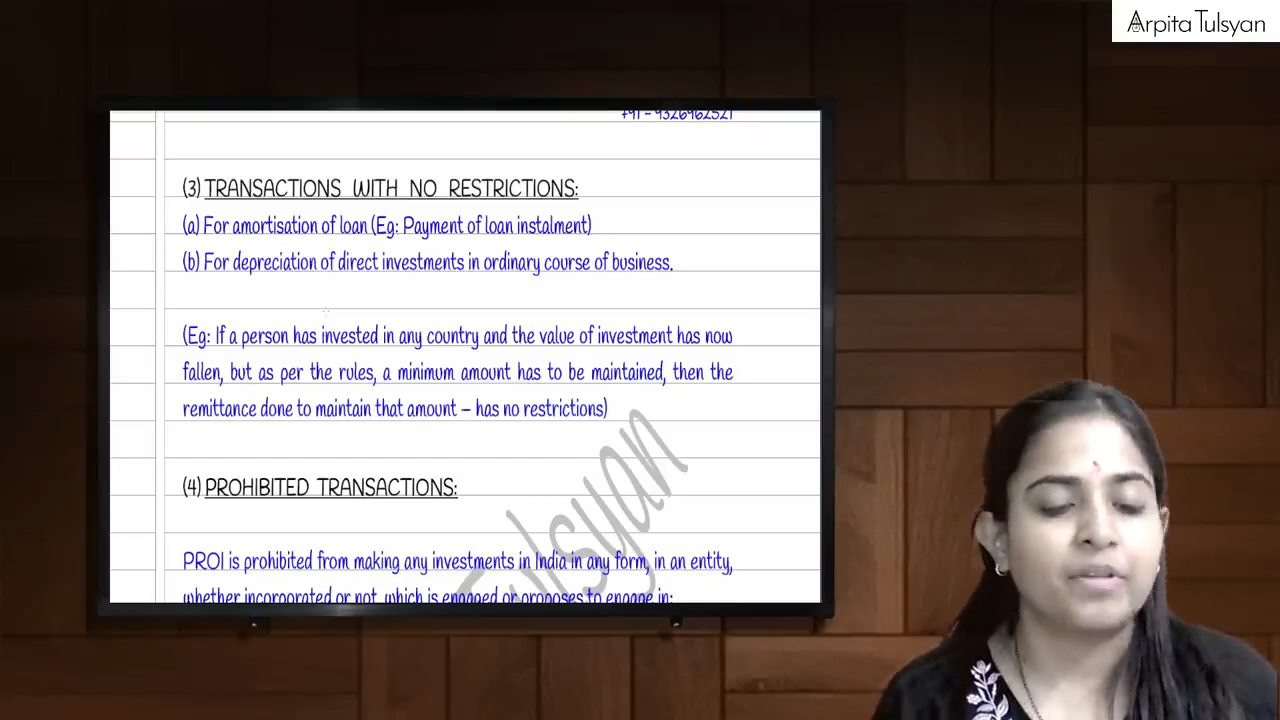 Arpita Tulsyan
+91 - 9326962521
(3) TRANSACTIONS WITH NO RESTRICTIONS:
(a) For amortisation of loan (Eg: Payment of loan instalment)
(b) For depreciation of direct investments in ordinary course of business.
(Eg: If a person has invested in any country and the value of investment has now
fallen, but as per the rules, a minimum amount has to be maintained, then the
remittance done to maintain that amount – has no restrictions)
(4) PROHIBITED TRANSACTIONS:
PROI is prohibited from making any investments in India in any form, in an entity,
whether incorporated or not, which is engaged or proposes to engage in:
Tulsyan